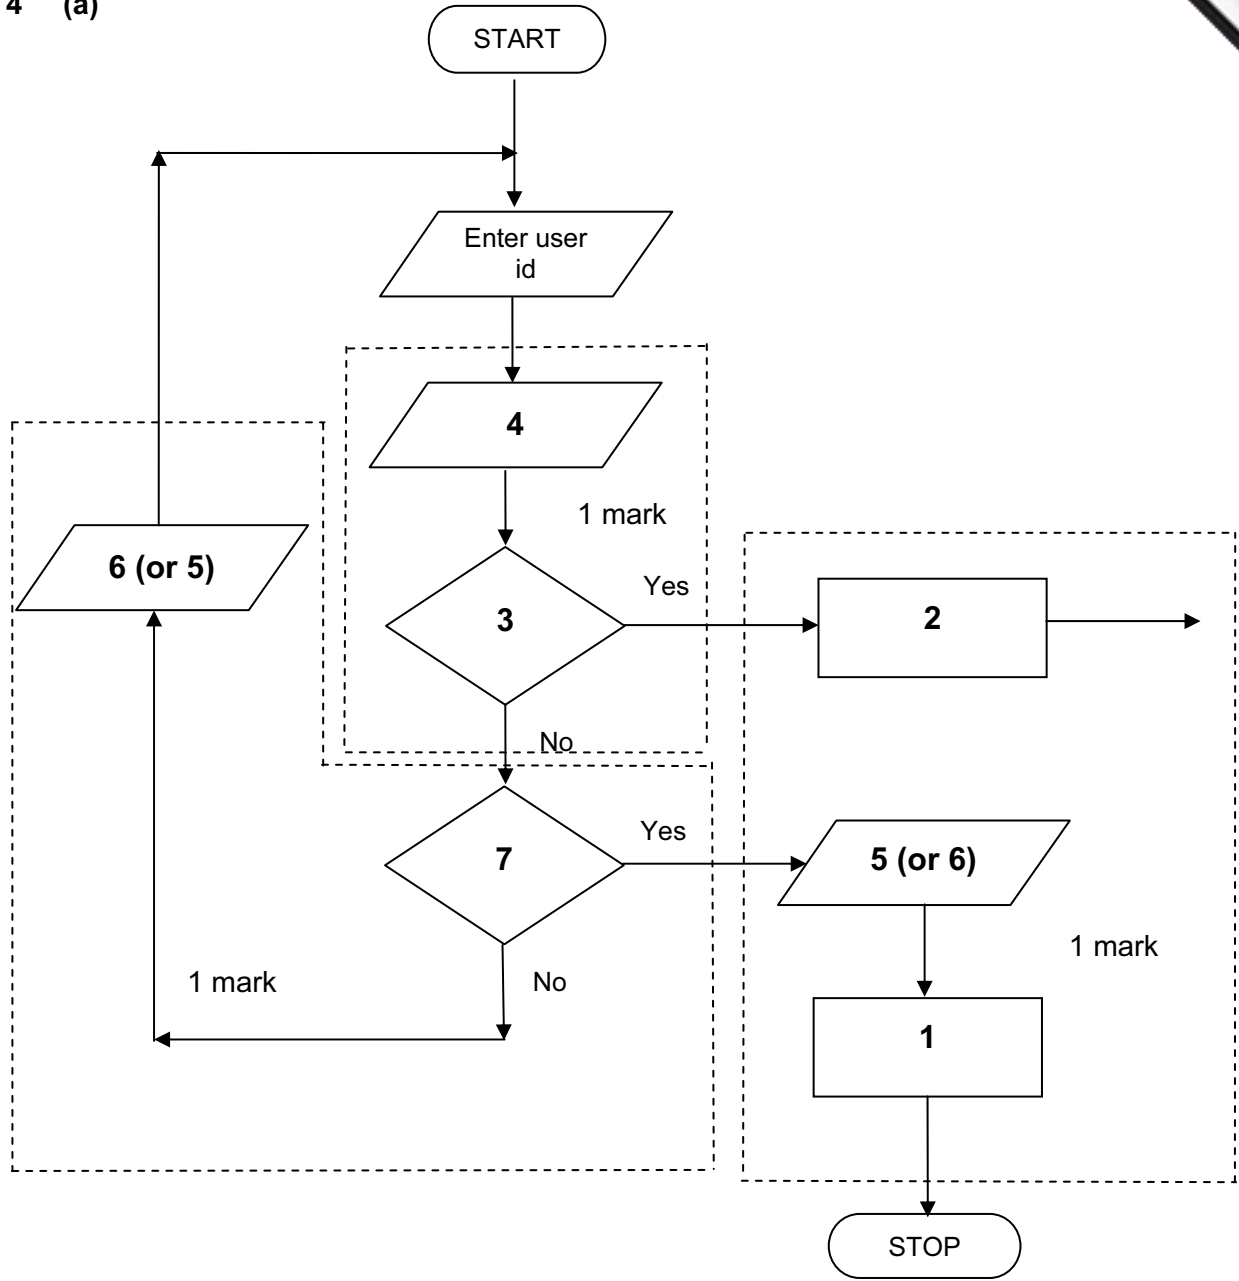 4 (a)
START
Enter user
id
4
1 mark
6 (or 5)
Yes
3
2
No
Yes
7
5 (or 6)
1 mark
1 mark
No
1
STOP